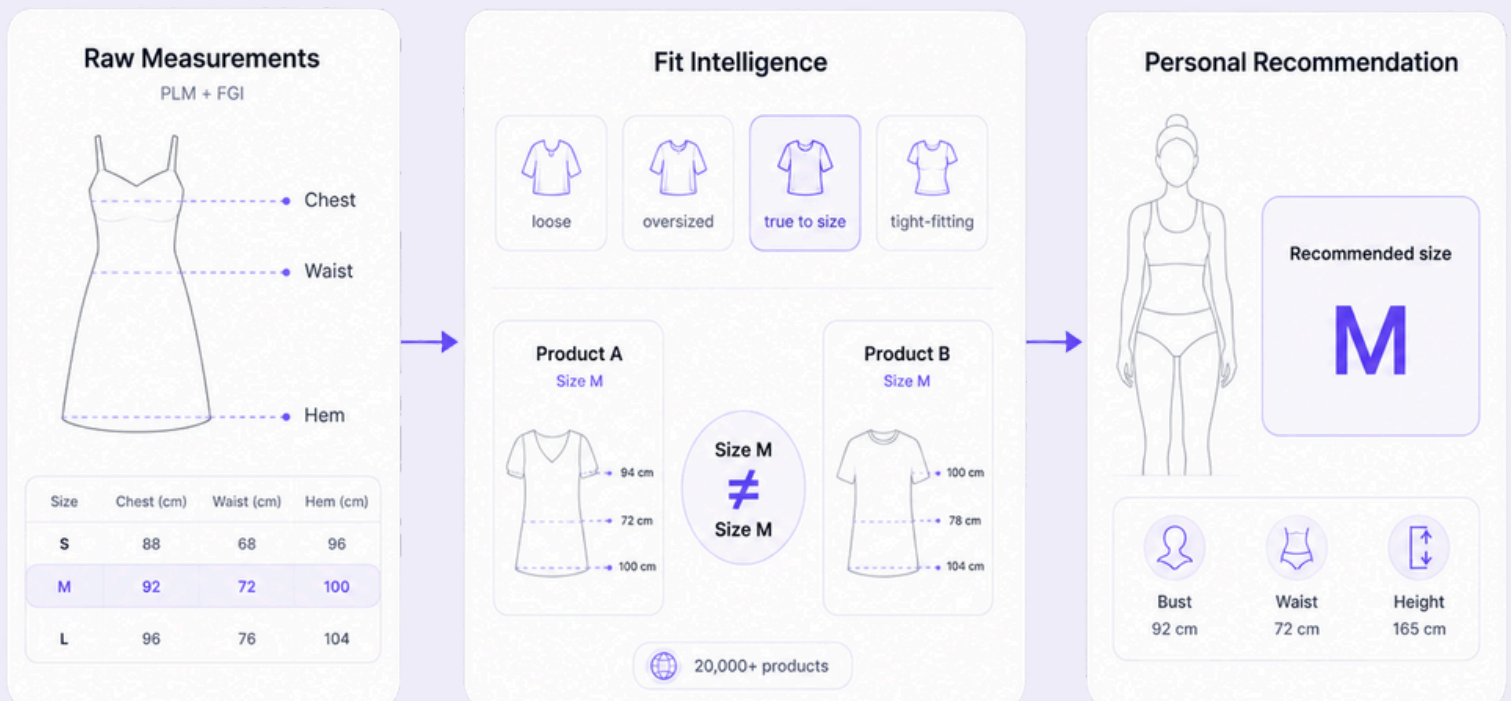 Raw Measurements
PLM + FGI
Chest
Waist
Hem
Size Chest (cm) Waist (cm) Hem (cm)
S 88 68 96
M 92 72 100
L 96 76 104
Fit Intelligence
loose oversized true to size tight-fitting
Product A
Size M
94 cm
72 cm
100 cm
Size M
≠
Size M
Product B
Size M
100 cm
78 cm
104 cm
20,000+ products
Personal Recommendation
Recommended size
M
Bust Waist Height
92 cm 72 cm 165 cm